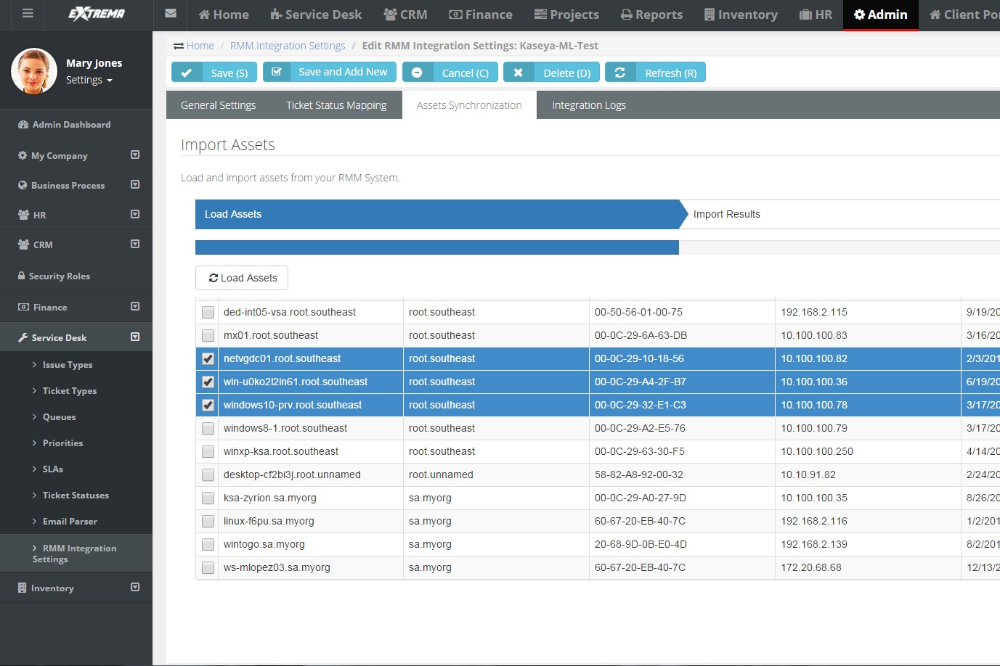 EXTREMA
Home
Service Desk
CRM
Finance
Projects
Reports
Inventory
HR
Admin
Client Po
Mary Jones
Settings
Admin Dashboard
My Company
Business Process
HR
CRM
Security Roles
Finance
Service Desk
Issue Types
Ticket Types
Queues
Priorities
SLAs
Ticket Statuses
Email Parser
RMM Integration
Settings
Inventory
Home / RMM Integration Settings / Edit RMM Integration Settings: Kaseya-ML-Test
Save (S)
Save and Add New
Cancel (C)
Delete (D)
Refresh (R)
General Settings
Ticket Status Mapping
Assets Synchronization
Integration Logs
Import Assets
Load and import assets from your RMM System.
Load Assets
Import Results
Load Assets
ded-int05-vsa.root.southeast root.southeast 00-50-56-01-00-75 192.168.2.115 9/19/20
mx01.root.southeast root.southeast 00-0C-29-6A-63-DB 10.100.100.83 3/16/20
netvgdc01.root.southeast root.southeast 00-0C-29-10-18-56 10.100.100.82 2/3/201
win-u0ko2l2in61.root.southeast root.southeast 00-0C-29-A4-2F-B7 10.100.100.36 6/19/20
windows10-prv.root.southeast root.southeast 00-0C-29-32-E1-C3 10.100.100.78 3/17/20
windows8-1.root.southeast root.southeast 00-0C-29-A2-E5-76 10.100.100.79 3/17/20
winxp-ksa.root.southeast root.southeast 00-0C-29-63-30-F5 10.100.100.250 4/14/20
desktop-cf2bi3j.root.unnamed root.unnamed 58-82-A8-92-00-32 10.10.91.82 2/24/20
ksa-zyrion.sa.myorg sa.myorg 00-0C-29-A0-27-9D 10.100.100.35 8/26/20
linux-f6pu.sa.myorg sa.myorg 60-67-20-EB-40-7C 192.168.2.116 1/2/201
wintogo.sa.myorg sa.myorg 20-68-9D-0B-E0-4D 192.168.2.139 8/2/201
ws-mlopez03.sa.myorg sa.myorg 60-67-20-EB-40-7C 172.20.68.68 12/13/2